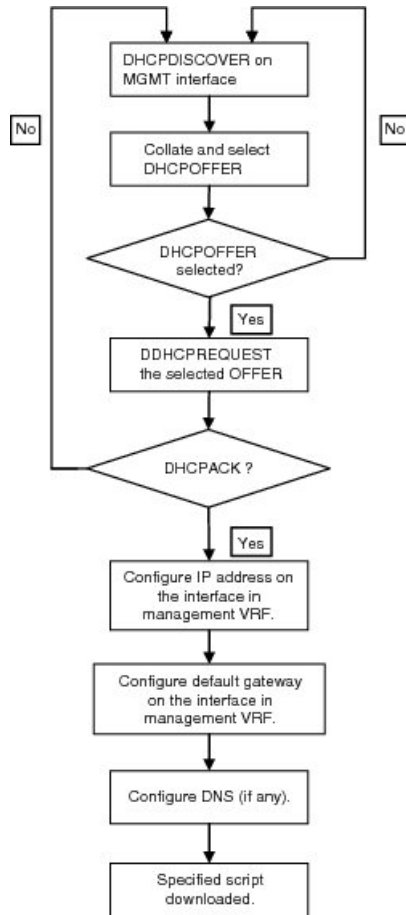 DHCPDISCOVER on
MGMT interface
No
No
Collate and select
DHCPOFFER
DHCPOFFER
selected?
Yes
DDHCPREQUEST
the selected OFFER
DHCPACK ?
Yes
Configure IP address on
the interface in
management VRF.
Configure default gateway
on the interface in
management VRF.
Configure DNS (if any).
Specified script
downloaded.